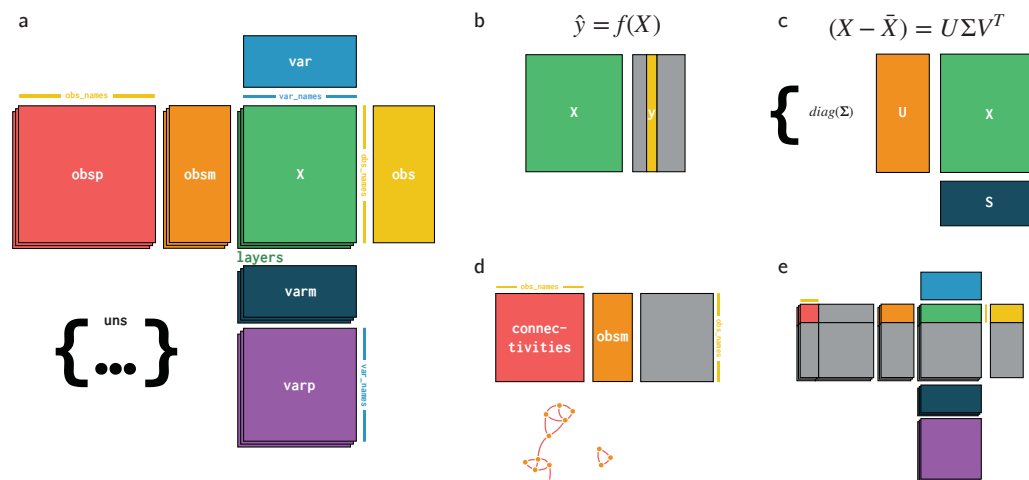 a
var
obs_names
var_names
obsp
obsm
X
obs_names
obs
layers
varm
uns
{ ... }
varp
var_names
b
ŷ = f(X)
X
y
c
(X − X̄) = UΣV^T
{
diag(Σ)
U
X
S
d
obs_names
connec-
tivities
obsm
obs_names
e